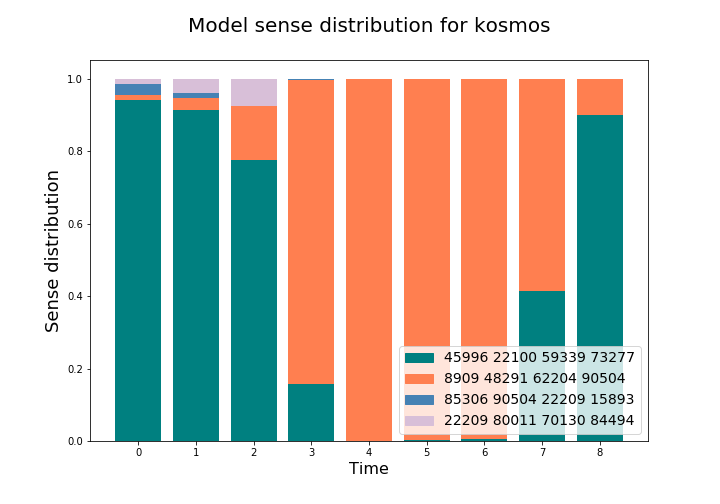 Model sense distribution for kosmos
1.0
0.8
0.6
0.4
0.2
0.0
Sense distribution
45996 22100 59339 73277
8909 48291 62204 90504
85306 90504 22209 15893
22209 80011 70130 84494
0 1 2 3 4 5 6 7 8
Time